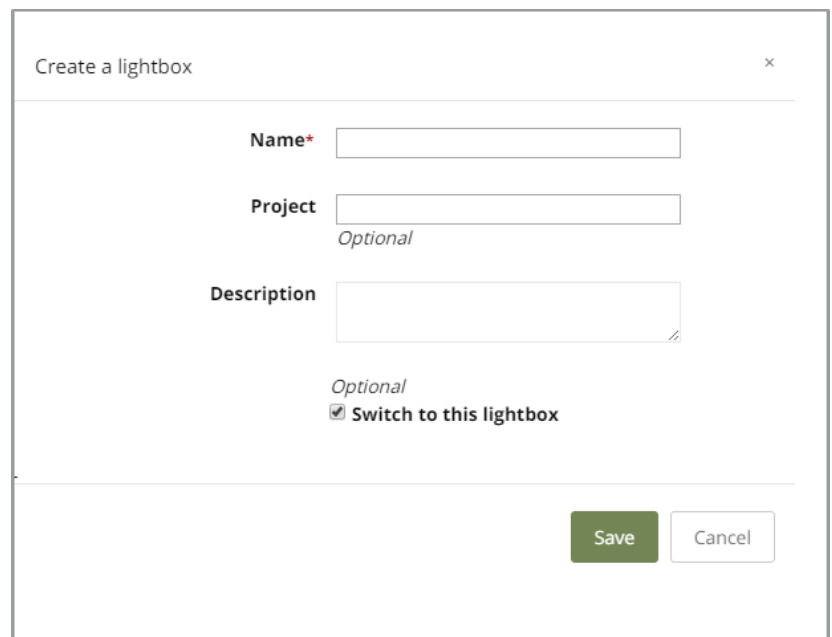 Create a lightbox ×
Name*
Project
Optional
Description
Optional
Switch to this lightbox
Save Cancel